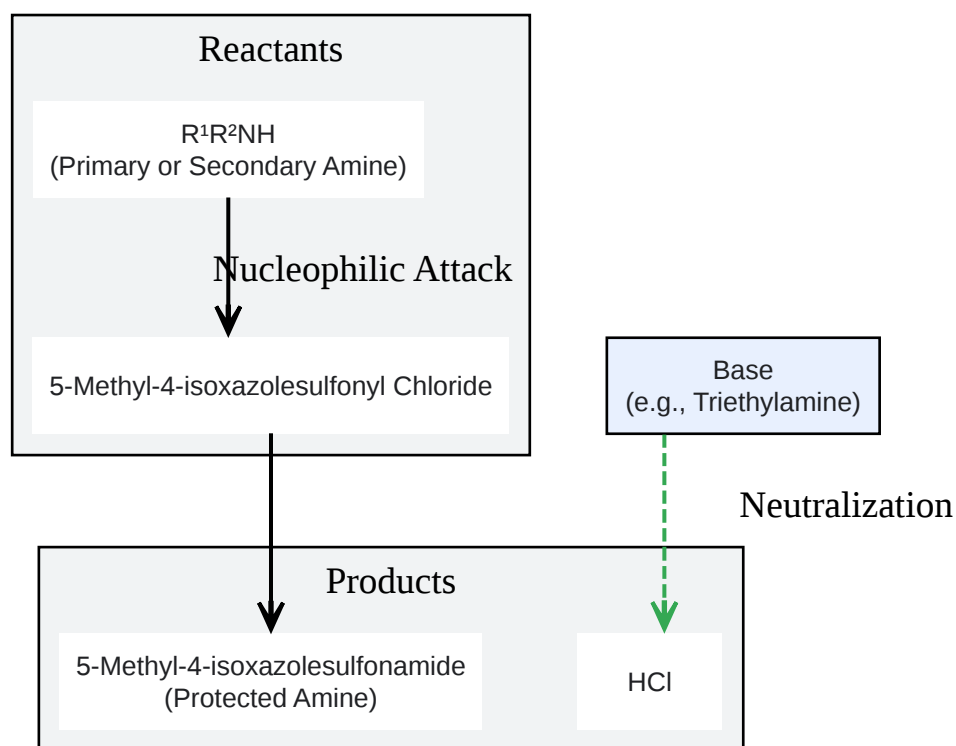 Reactants
R¹R²NH
(Primary or Secondary Amine)
Nucleophilic Attack
5-Methyl-4-isoxazolesulfonyl Chloride
Base
(e.g., Triethylamine)
Neutralization
Products
5-Methyl-4-isoxazolesulfonamide
(Protected Amine)
HCl